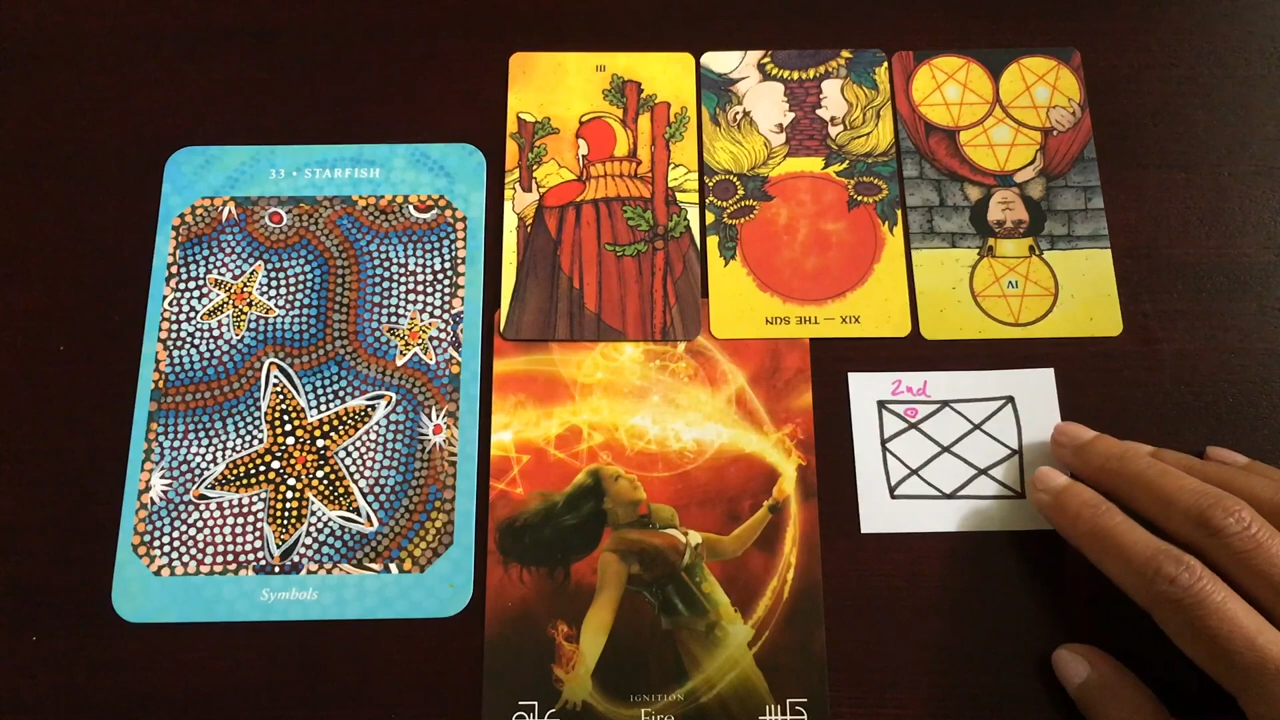 33 • STARFISH
Symbols
III
XIX — THE SUN
IV
2nd
IGNITION
Fire